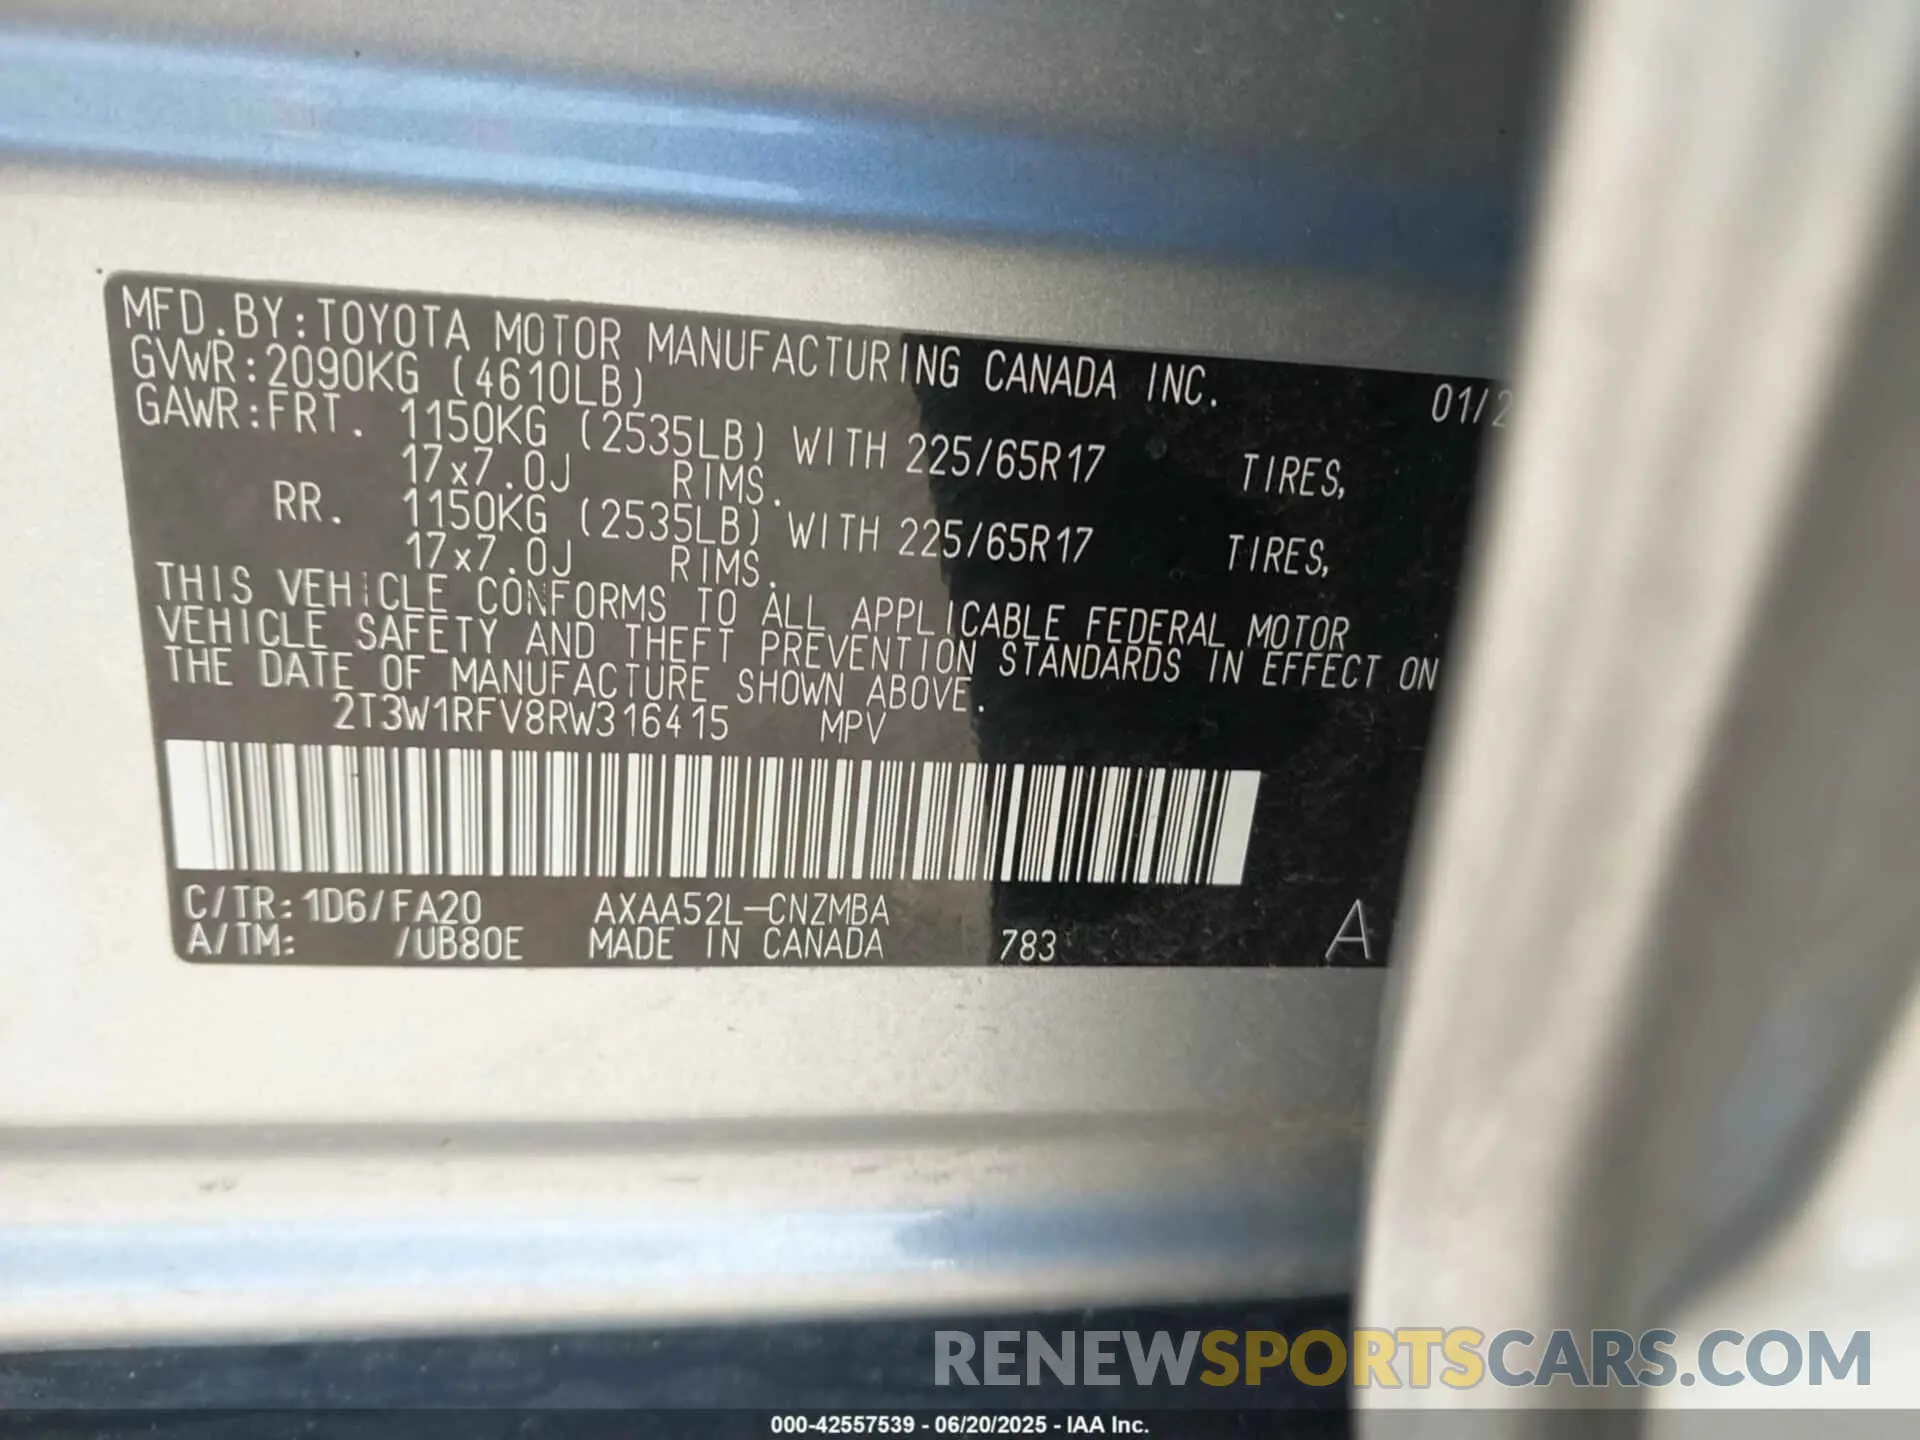 MFD.BY:TOYOTA MOTOR MANUFACTURING CANADA INC. 01/2
GVWR:2090KG (4610LB)
GAWR:FRT. 1150KG (2535LB) WITH 225/65R17 TIRES,
17x7.0J RIMS.
RR. 1150KG (2535LB) WITH 225/65R17 TIRES,
17x7.0J RIMS.
THIS VEHICLE CONFORMS TO ALL APPLICABLE FEDERAL MOTOR
VEHICLE SAFETY AND THEFT PREVENTION STANDARDS IN EFFECT ON
THE DATE OF MANUFACTURE SHOWN ABOVE.
2T3W1RFV8RW316415 MPV
C/TR:1D6/FA20 AXAA52L-CNZMBA
A/TM: /UB80E MADE IN CANADA 783 A
RENEWSPORTSCARS.COM
000-42557539 - 06/20/2025 - IAA Inc.